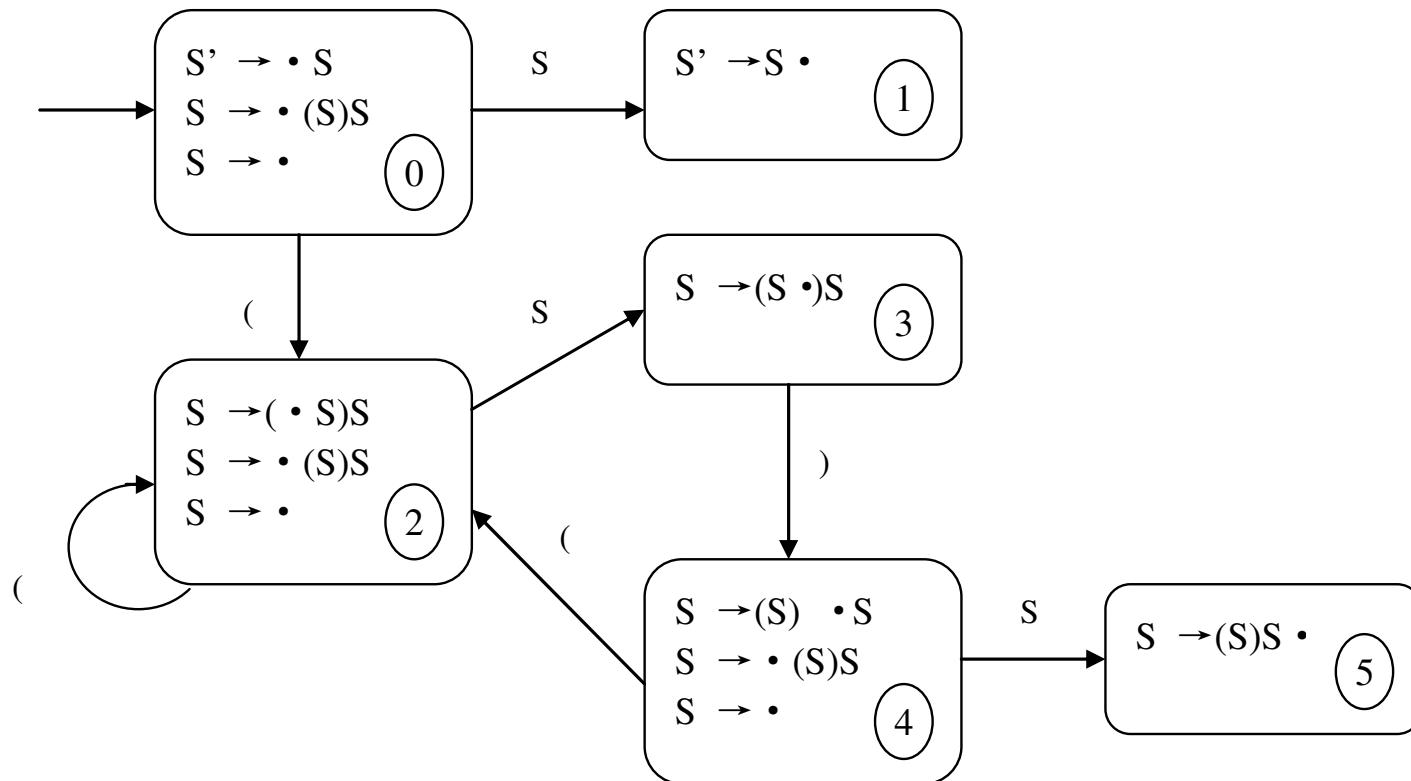 S’ → • S
S → • (S)S
S → •
0
S
S’ → S •
1
(
S
S → (S •)S
3
S → ( • S)S
S → • (S)S
S → •
2
(
)
(
S → (S) • S
S → • (S)S
S → •
4
S
S → (S)S •
5